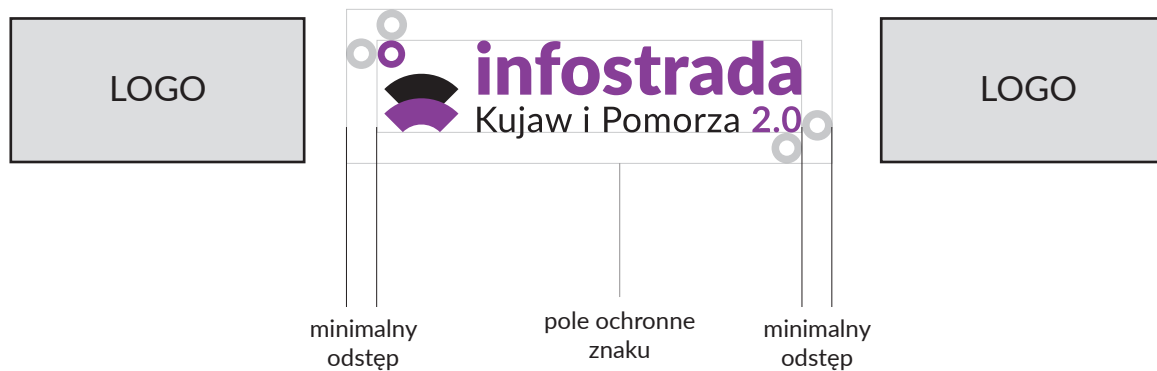 LOGO
infostrada
Kujaw i Pomorza 2.0
LOGO
minimalny
odstęp
pole ochronne
znaku
minimalny
odstęp